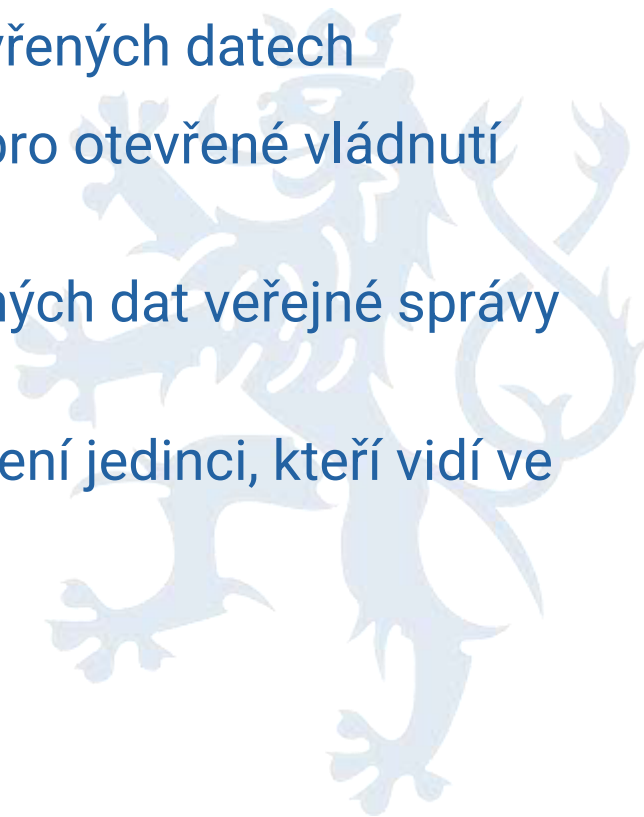 řených datech
pro otevřené vládnutí
ných dat veřejné správy
ení jedinci, kteří vidí ve